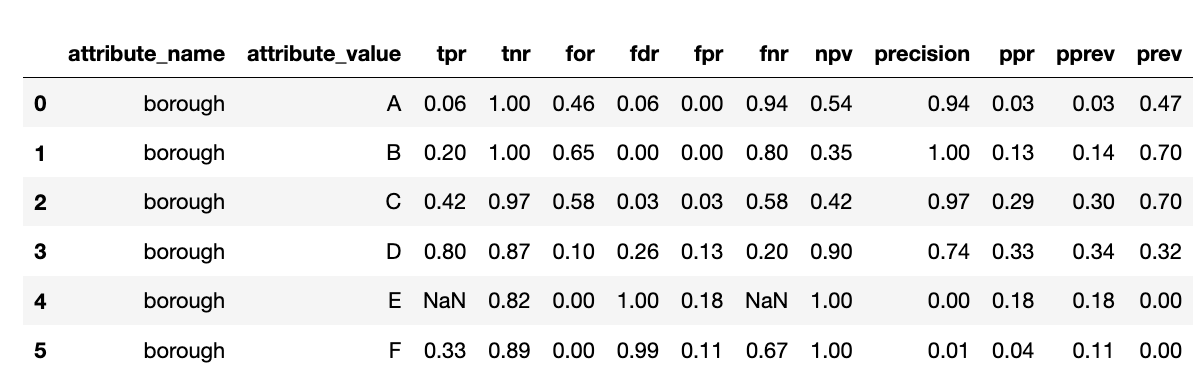 attribute_name attribute_value tpr tnr for fdr fpr fnr npv precision ppr pprev prev
0 borough A 0.06 1.00 0.46 0.06 0.00 0.94 0.54 0.94 0.03 0.03 0.47
1 borough B 0.20 1.00 0.65 0.00 0.00 0.80 0.35 1.00 0.13 0.14 0.70
2 borough C 0.42 0.97 0.58 0.03 0.03 0.58 0.42 0.97 0.29 0.30 0.70
3 borough D 0.80 0.87 0.10 0.26 0.13 0.20 0.90 0.74 0.33 0.34 0.32
4 borough E NaN 0.82 0.00 1.00 0.18 NaN 1.00 0.00 0.18 0.18 0.00
5 borough F 0.33 0.89 0.00 0.99 0.11 0.67 1.00 0.01 0.04 0.11 0.00